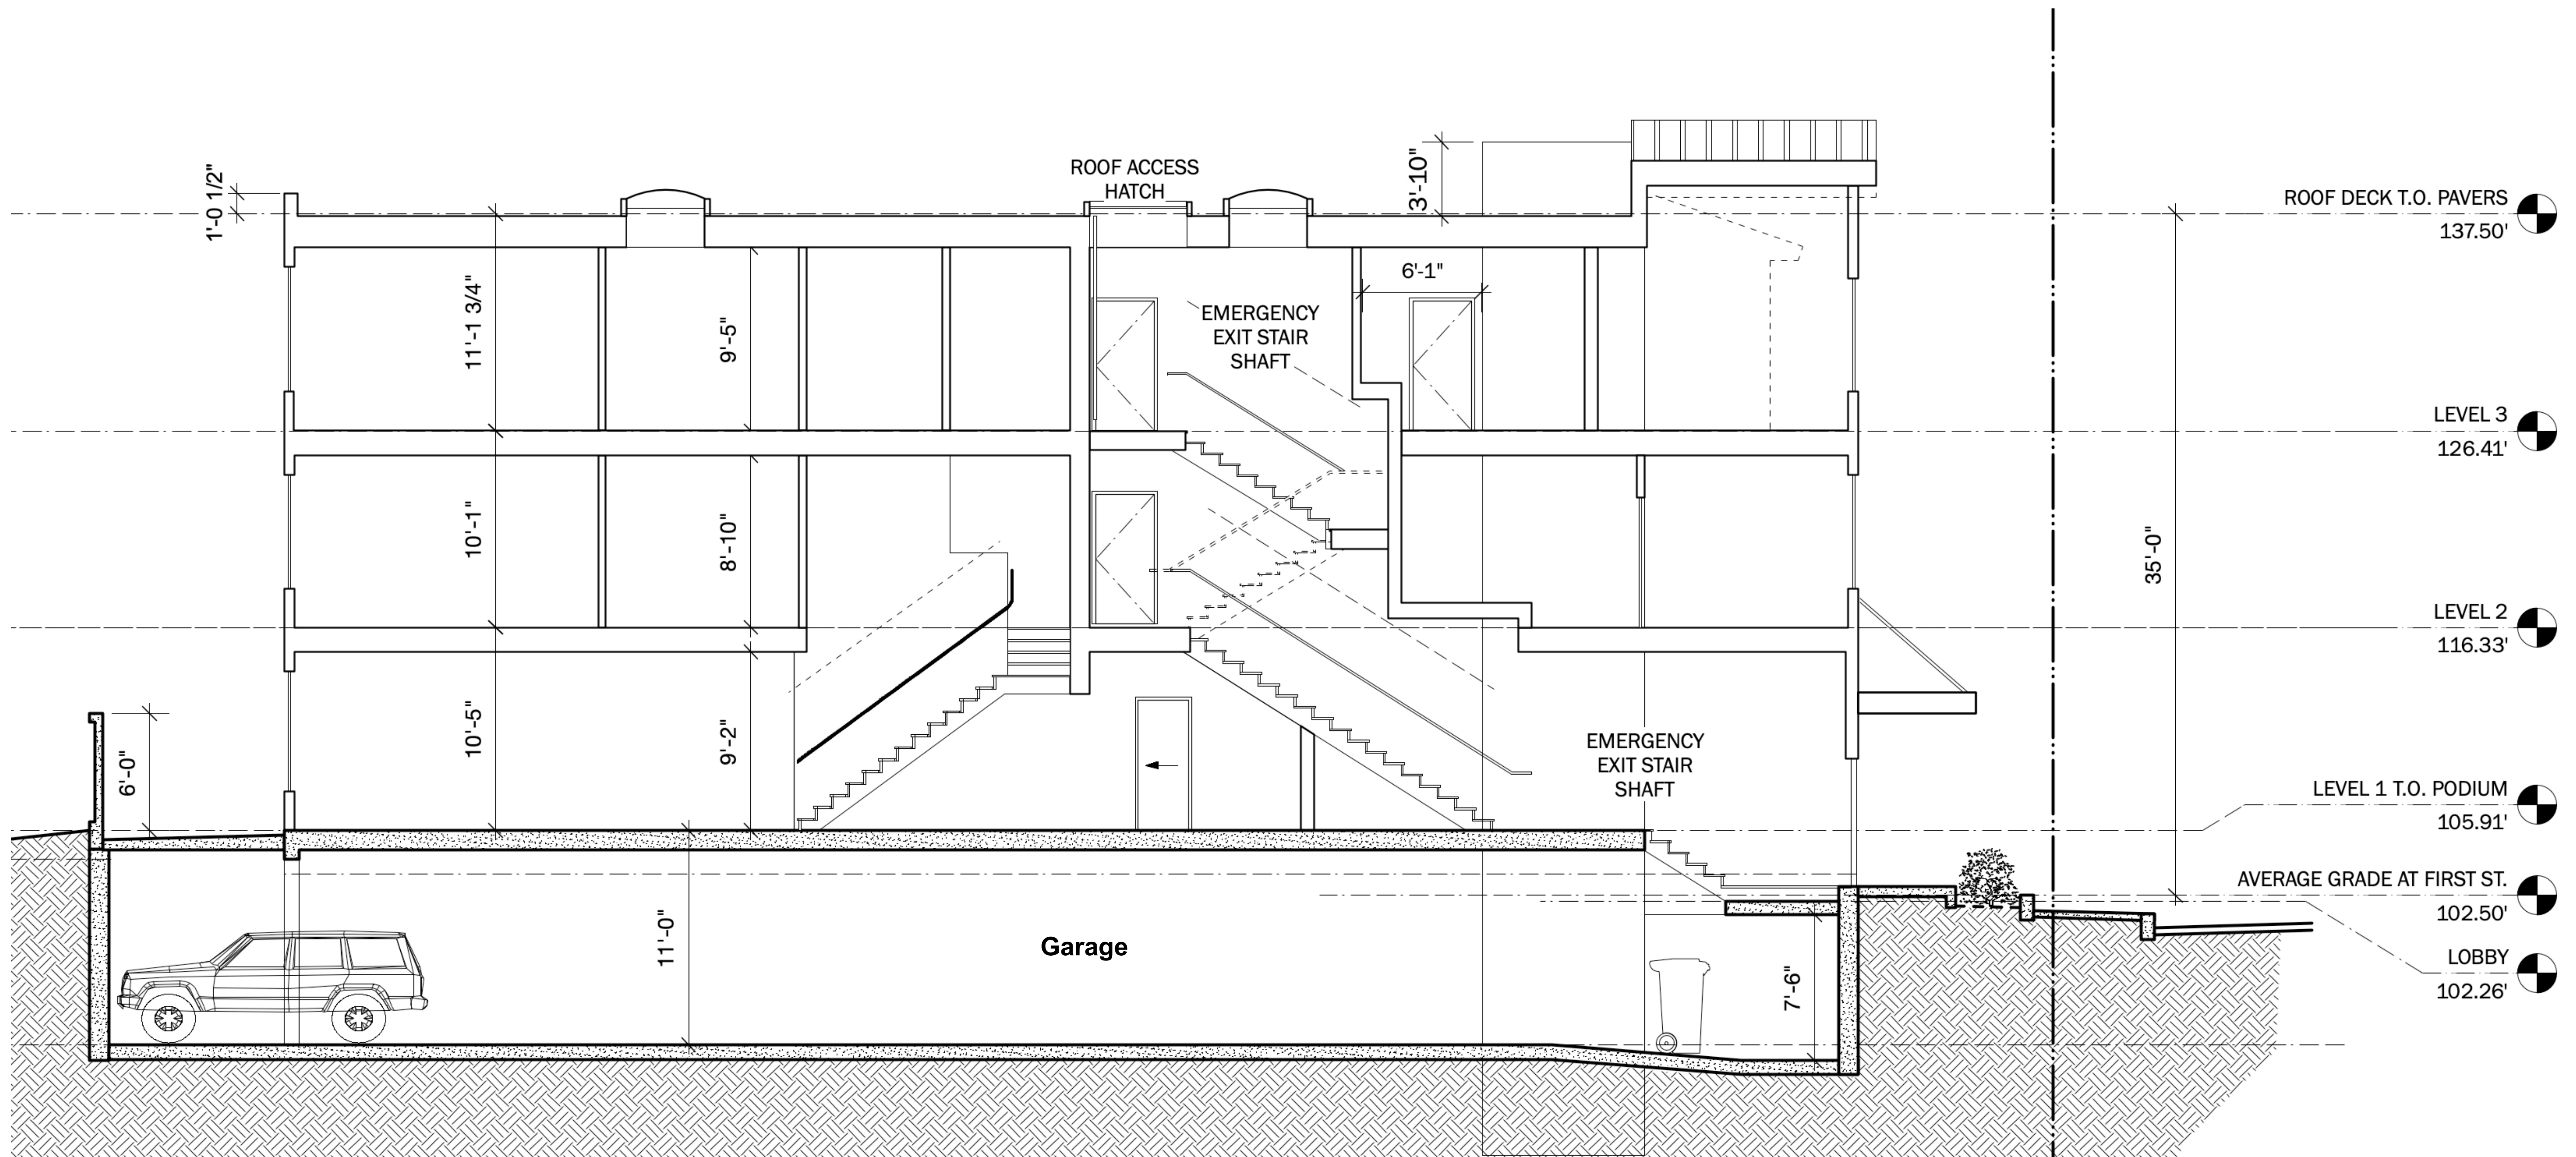 1'-0 1/2"
ROOF ACCESS
HATCH
3'-10"
ROOF DECK T.O. PAVERS
137.50'
11'-1 3/4"
9'-5"
EMERGENCY
EXIT STAIR
SHAFT
6'-1"
LEVEL 3
126.41'
10'-1"
8'-10"
35'-0"
LEVEL 2
116.33'
6'-0"
10'-5"
9'-2"
EMERGENCY
EXIT STAIR
SHAFT
LEVEL 1 T.O. PODIUM
105.91'
AVERAGE GRADE AT FIRST ST.
102.50'
11'-0"
Garage
7'-6"
LOBBY
102.26'